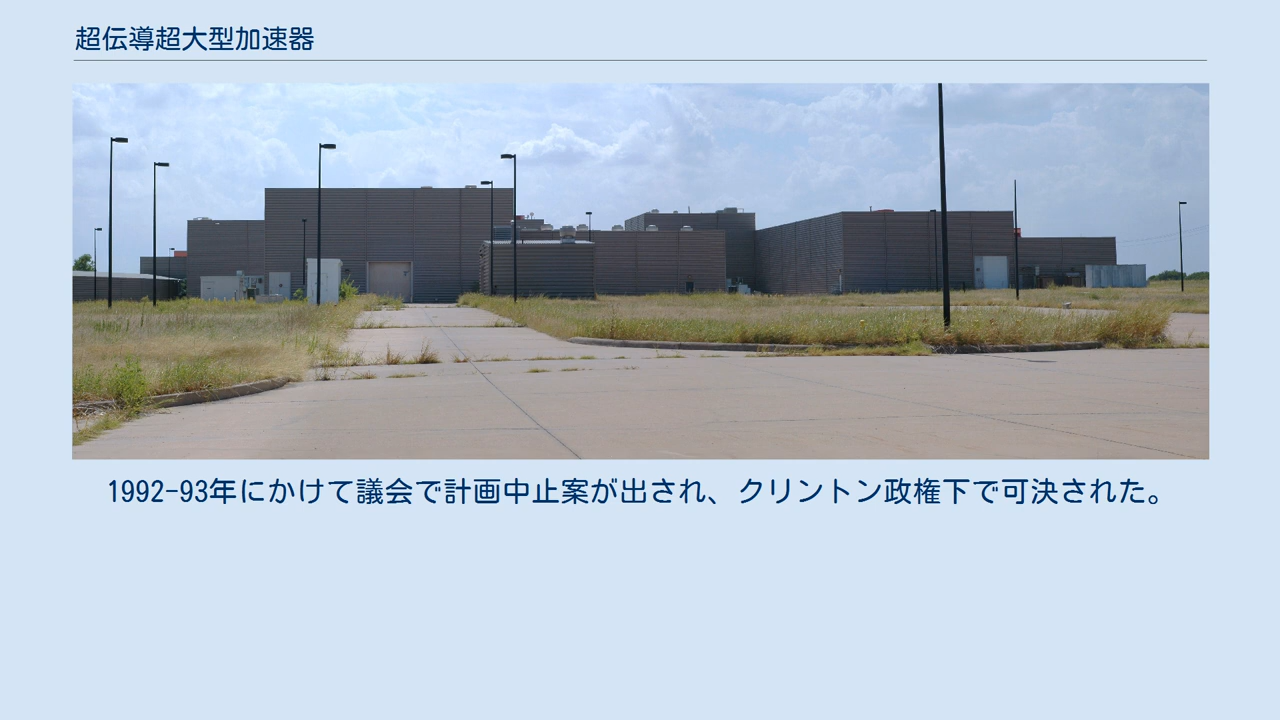 超伝導超大型加速器
1992-93年にかけて議会で計画中止案が出され、クリントン政権下で可決された。